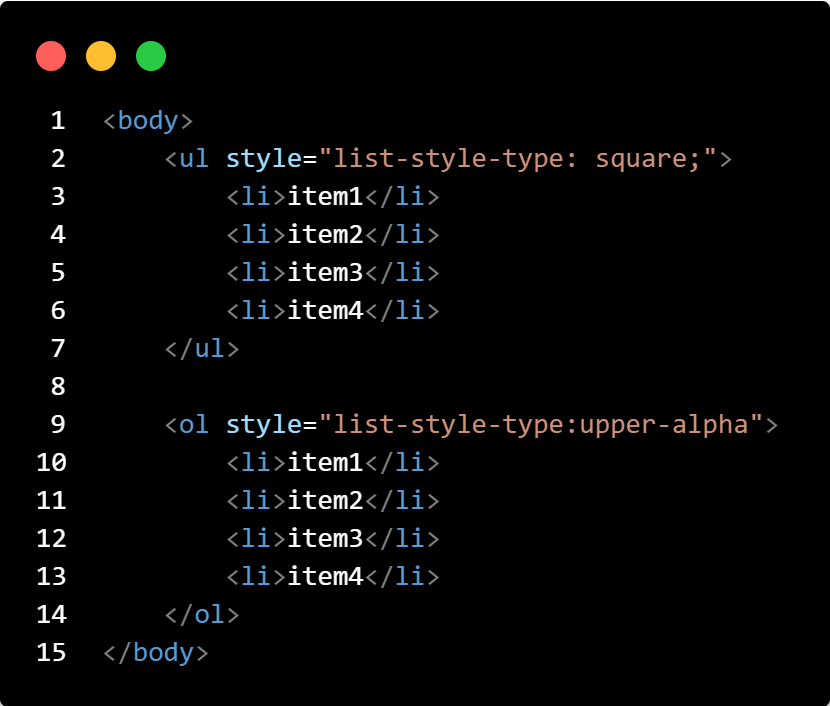 1 <body>
2     <ul style="list-style-type: square;">
3         <li>item1</li>
4         <li>item2</li>
5         <li>item3</li>
6         <li>item4</li>
7     </ul>
8
9     <ol style="list-style-type:upper-alpha">
10         <li>item1</li>
11         <li>item2</li>
12         <li>item3</li>
13         <li>item4</li>
14     </ol>
15 </body>